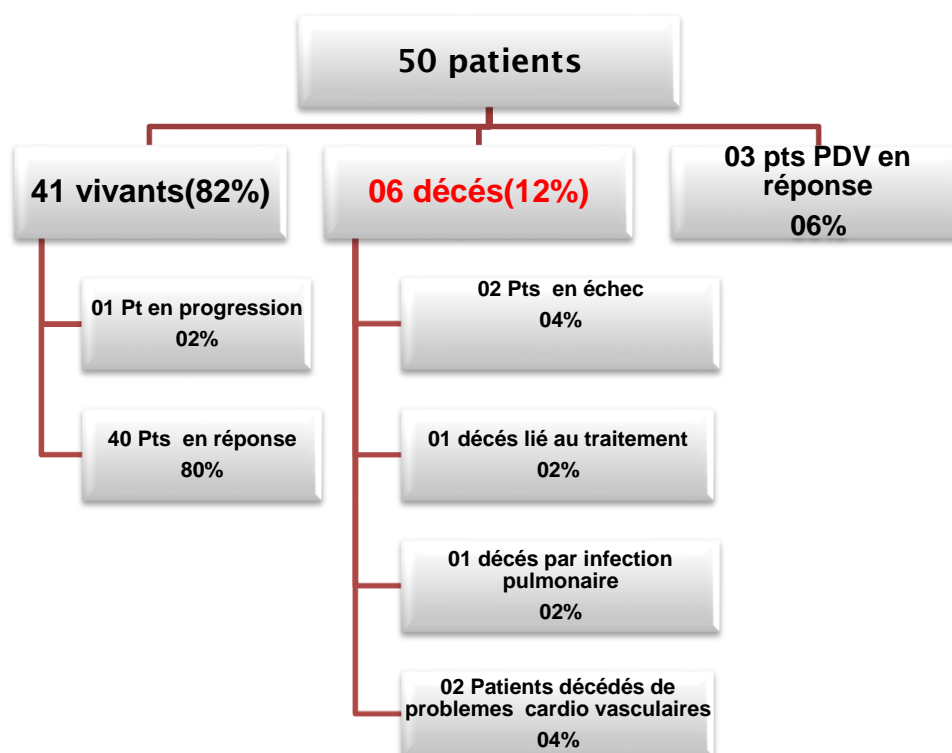 50 patients
41 vivants(82%)
06 décés(12%)
03 pts PDV en
réponse
06%
01 Pt en progression
02%
40 Pts en réponse
80%
02 Pts en échec
04%
01 décés lié au traitement
02%
01 décés par infection
pulmonaire
02%
02 Patients décédés de
problemes cardio vasculaires
04%